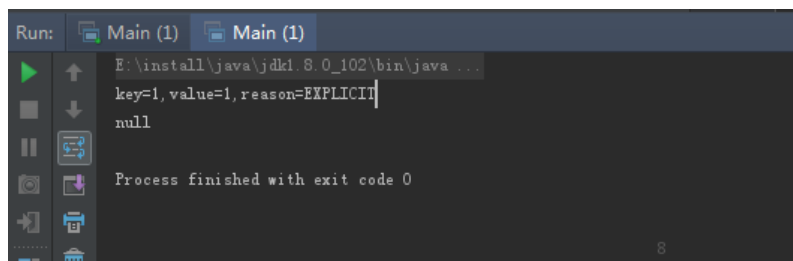 Run: Main (1) Main (1)
E:\install\java\jdk1.8.0_102\bin\java ...
key=1,value=1,reason=EXPLICIT
null
Process finished with exit code 0
8